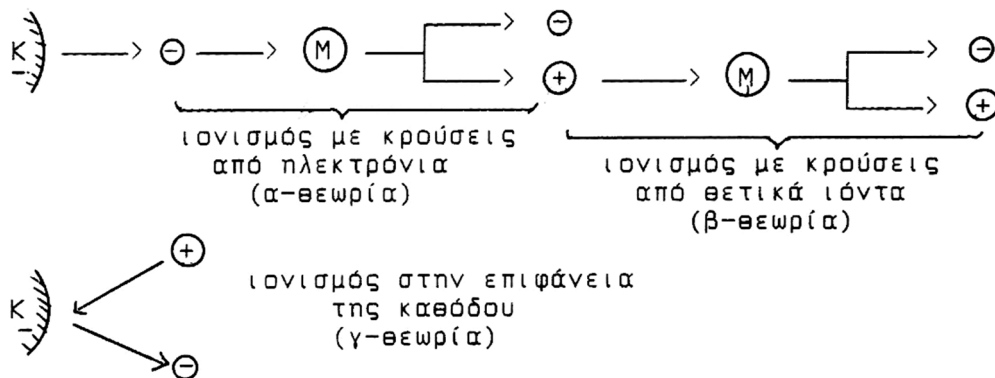 K ⊖ M ⊖
⊕ M ⊖
⊕
ιονισμός με κρούσεις
από ηλεκτρόνια
(α-θεωρία)
ιονισμός με κρούσεις
από θετικά ιόντα
(β-θεωρία)
K ⊕
⊖
ιονισμός στην επιφάνεια
της καθόδου
(γ-θεωρία)